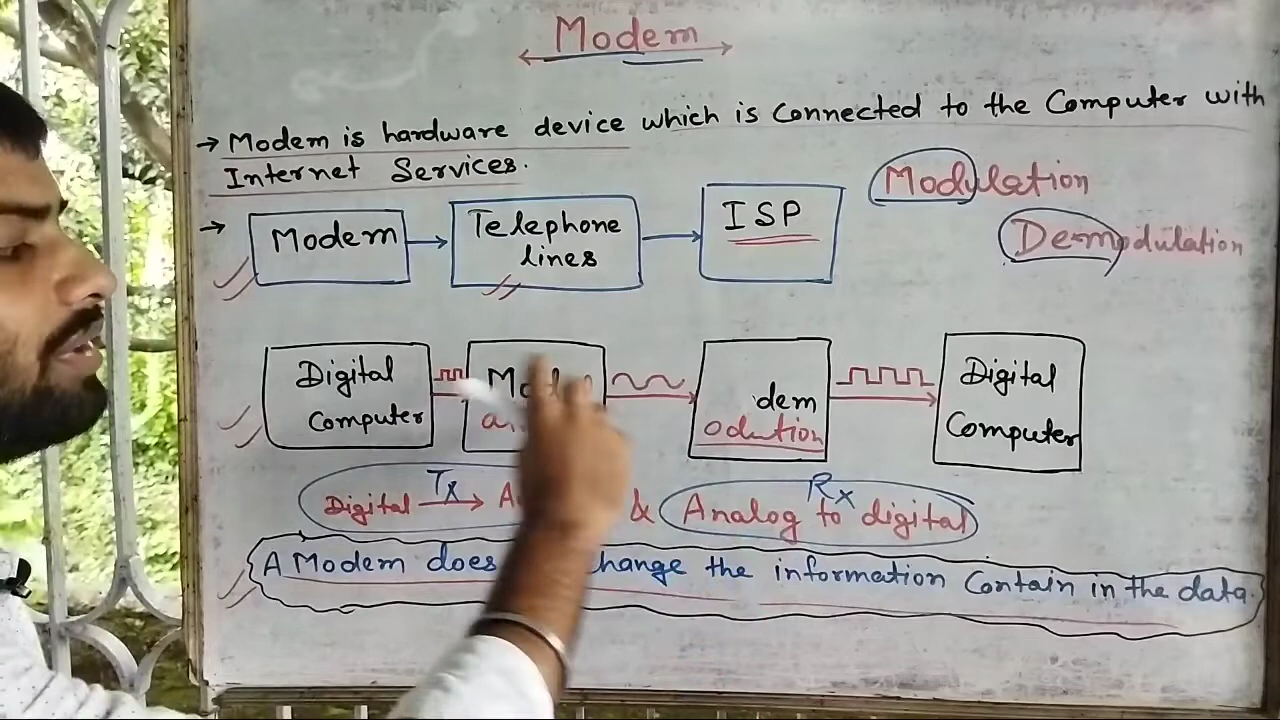 Modem
→ Modem is hardware device which is Connected to the Computer with
Internet Services.
Modulation
Demodulation
→ Modem → Telephone lines → ISP
Digital
Computer
dem
odution
Digital
Computer
Digital Tx → & Analog to digital Rx
A Modem does change the information Contain in the data.